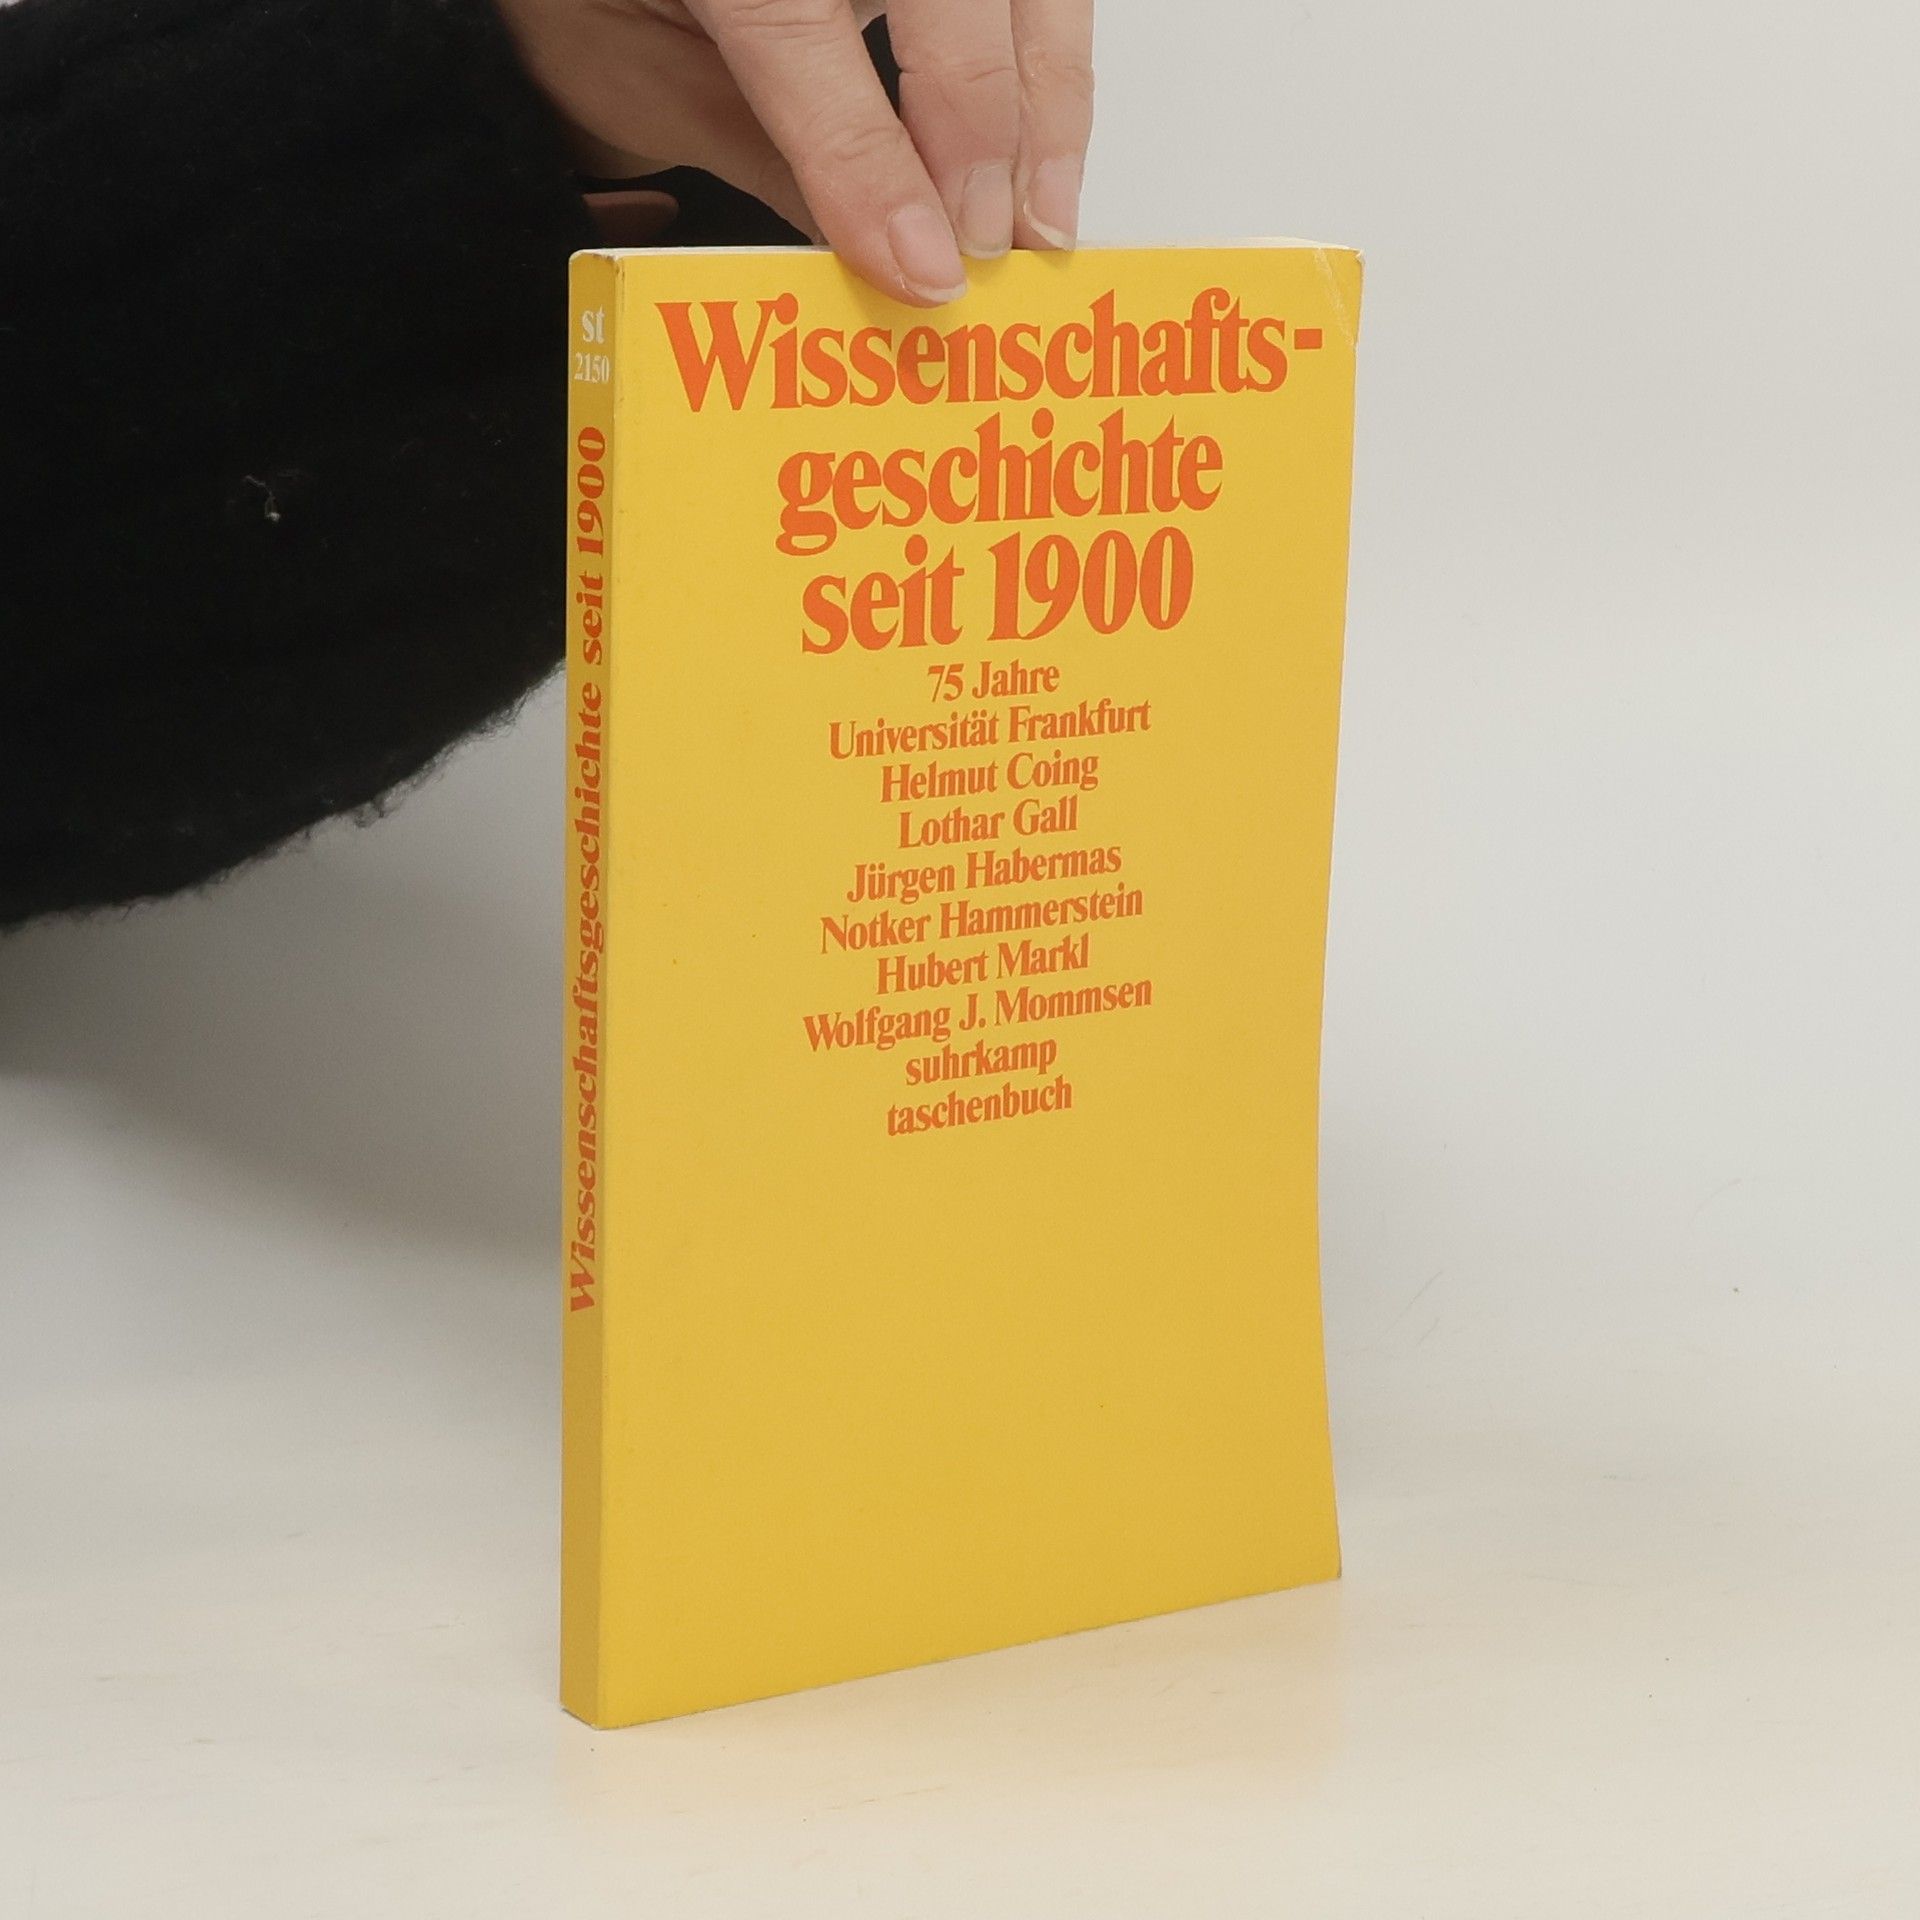 st
2150
Wissenschaftsgeschichte seit 1900
Wissenschafts-
geschichte
seit 1900
75 Jahre
Universität Frankfurt
Helmut Coing
Lothar Gall
Jürgen Habermas
Notker Hammerstein
Hubert Markl
Wolfgang J. Mommsen
suhrkamp
taschenbuch